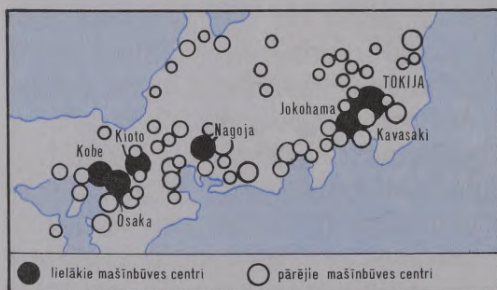 TOKIJA
Jokohama
Kavasaki
Nagoja
Kioto
Kobe
Osaka
lielākie mašīnbūves centri
pārējie mašīnbūves centri